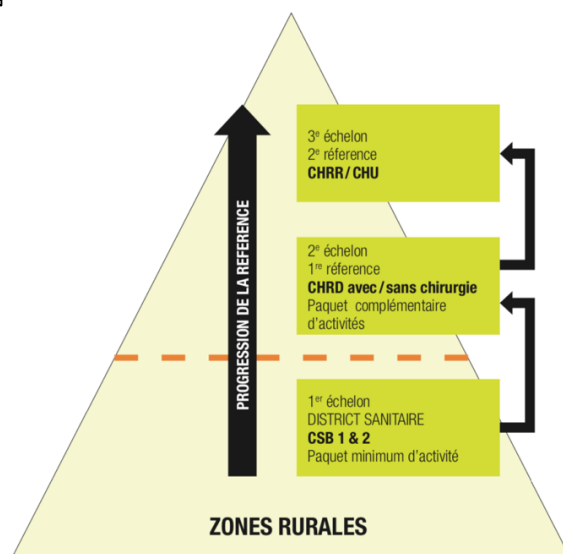 3e échelon
2e réference
CHRR / CHU
PROGRESSION DE LA REFERENCE
2e échelon
1re réference
CHRD avec / sans chirurgie
Paquet complémentaire
d'activités
1er échelon
DISTRICT SANITAIRE
CSB 1 & 2
Paquet minimum d'activité
ZONES RURALES